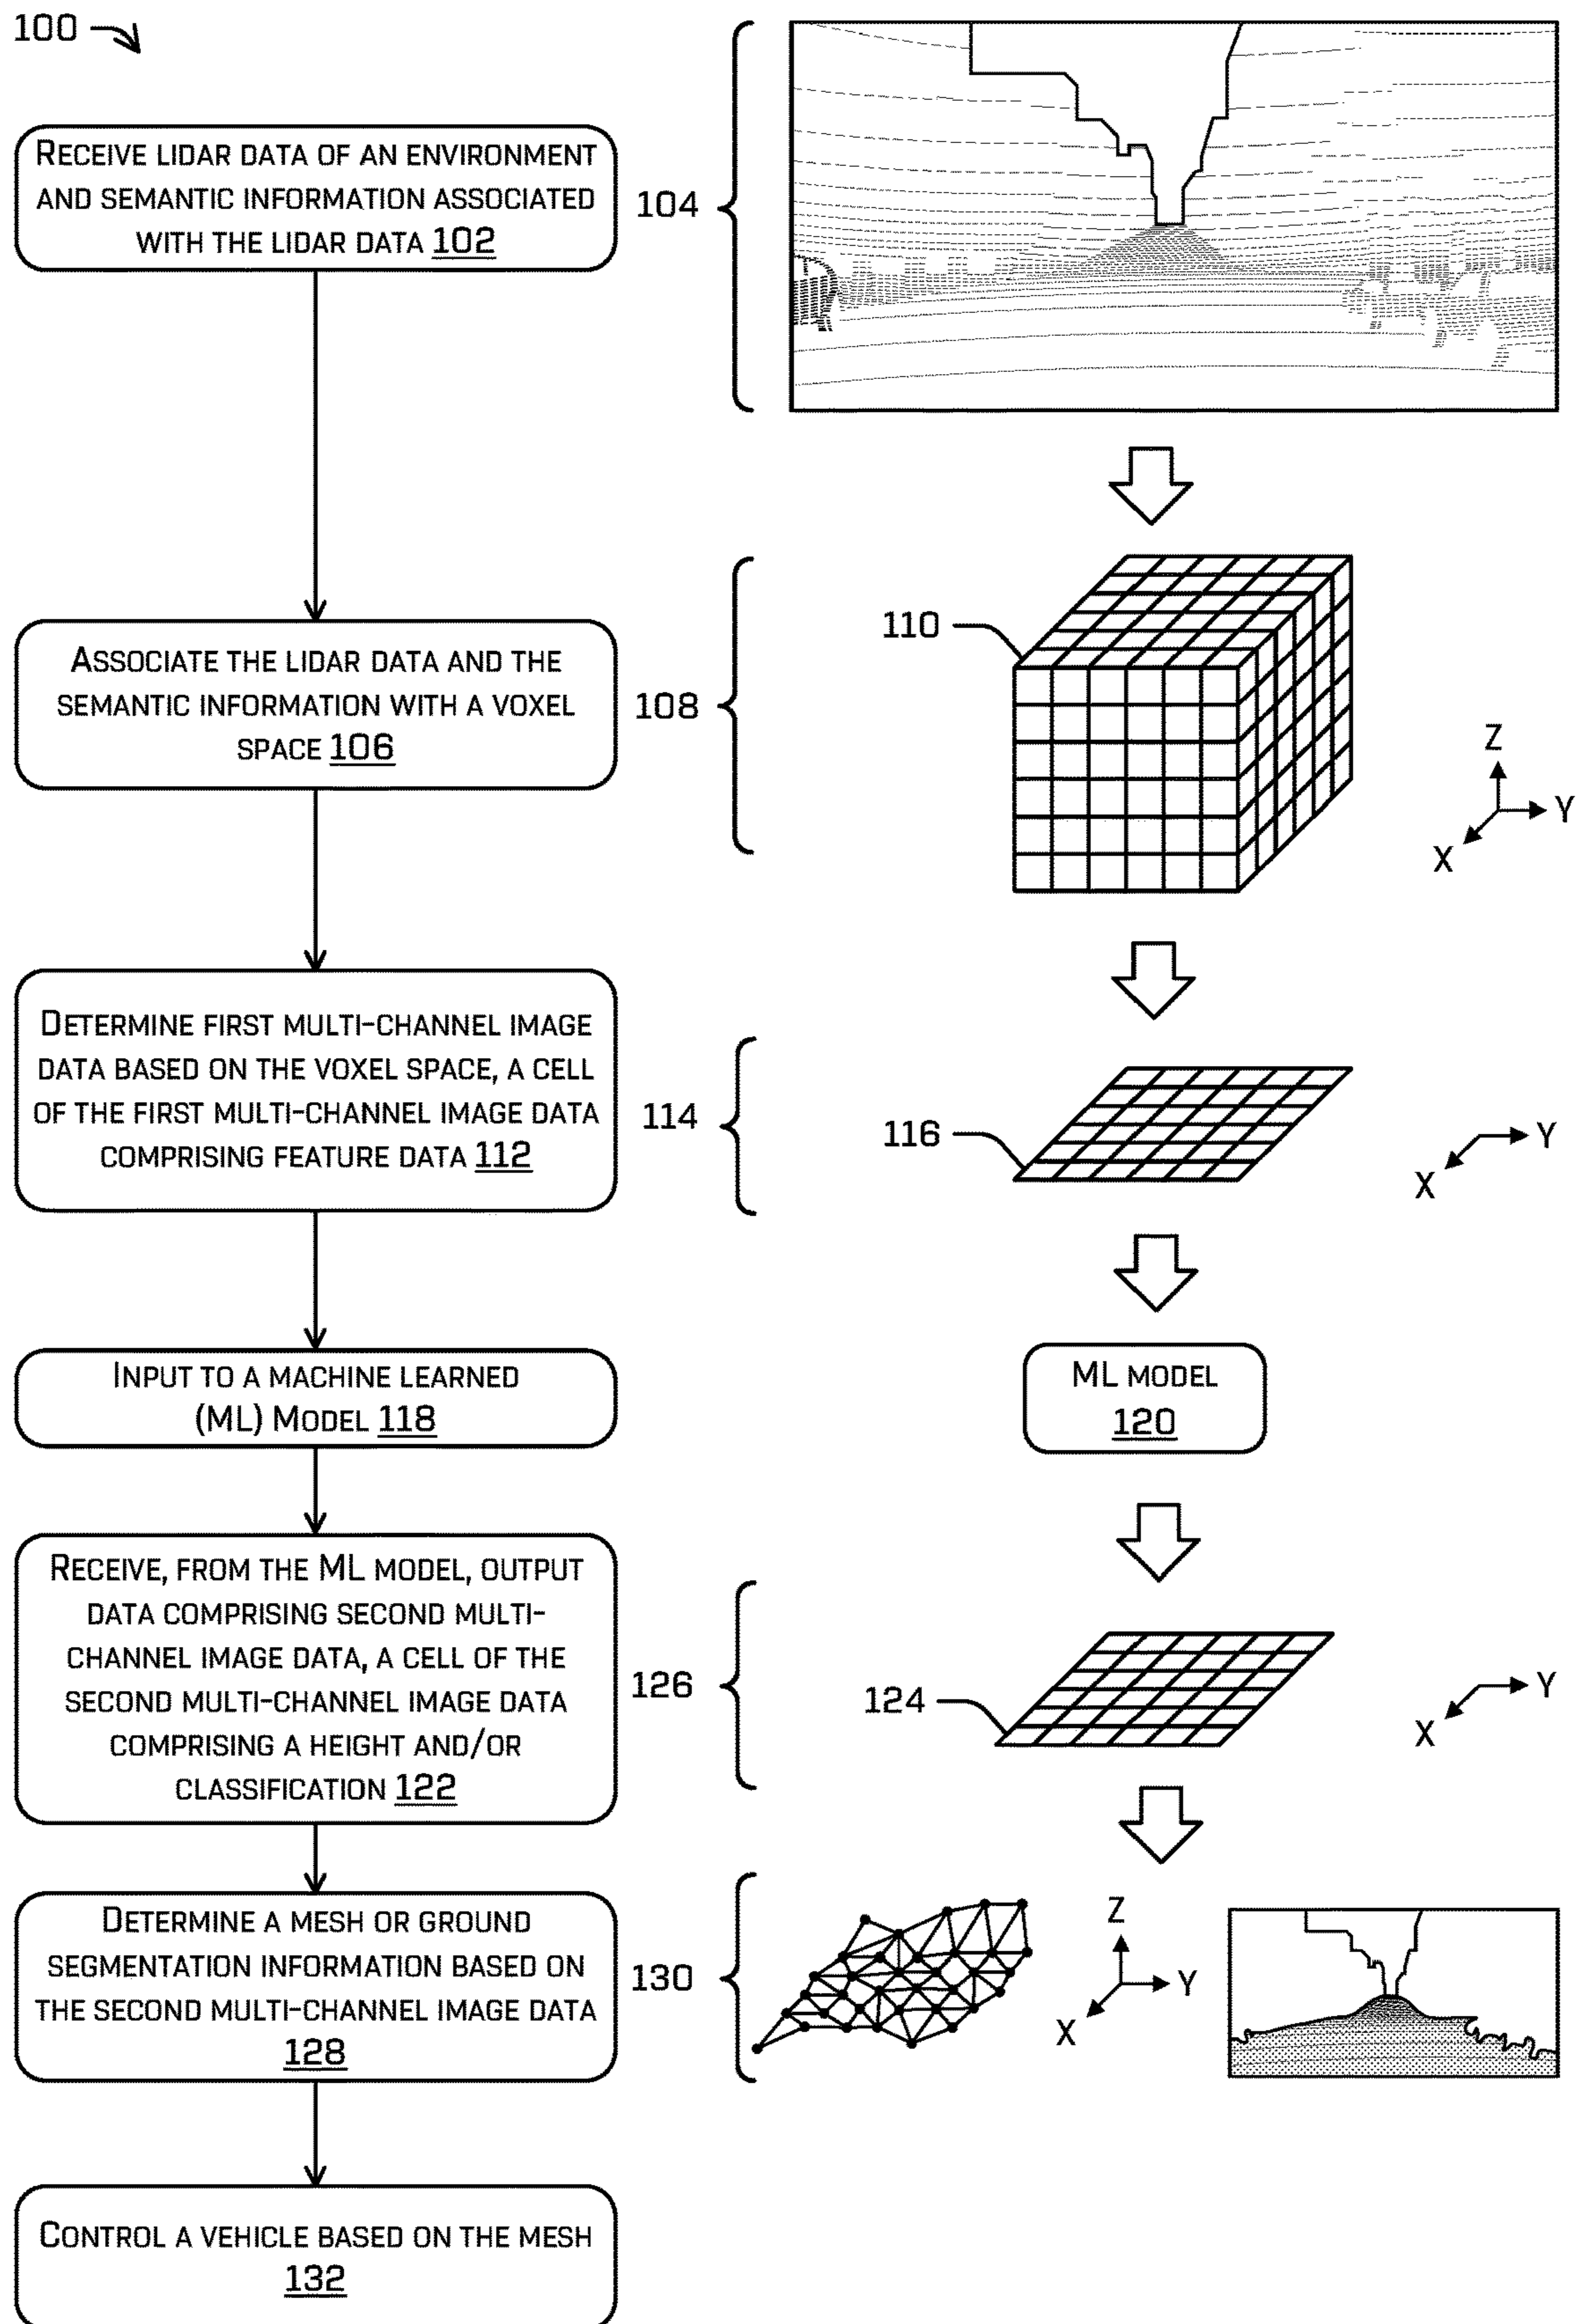 100
RECEIVE LIDAR DATA OF AN ENVIRONMENT
AND SEMANTIC INFORMATION ASSOCIATED
WITH THE LIDAR DATA 102
104
ASSOCIATE THE LIDAR DATA AND THE
SEMANTIC INFORMATION WITH A VOXEL
SPACE 106
108
110
Z
Y
X
DETERMINE FIRST MULTI-CHANNEL IMAGE
DATA BASED ON THE VOXEL SPACE, A CELL
OF THE FIRST MULTI-CHANNEL IMAGE DATA
COMPRISING FEATURE DATA 112
114
116
Y
X
INPUT TO A MACHINE LEARNED
(ML) MODEL 118
ML MODEL
120
RECEIVE, FROM THE ML MODEL, OUTPUT
DATA COMPRISING SECOND MULTI-
CHANNEL IMAGE DATA, A CELL OF THE
SECOND MULTI-CHANNEL IMAGE DATA
COMPRISING A HEIGHT AND/OR
CLASSIFICATION 122
126
124
Y
X
DETERMINE A MESH OR GROUND
SEGMENTATION INFORMATION BASED ON
THE SECOND MULTI-CHANNEL IMAGE DATA
128
130
Z
Y
X
CONTROL A VEHICLE BASED ON THE MESH
132